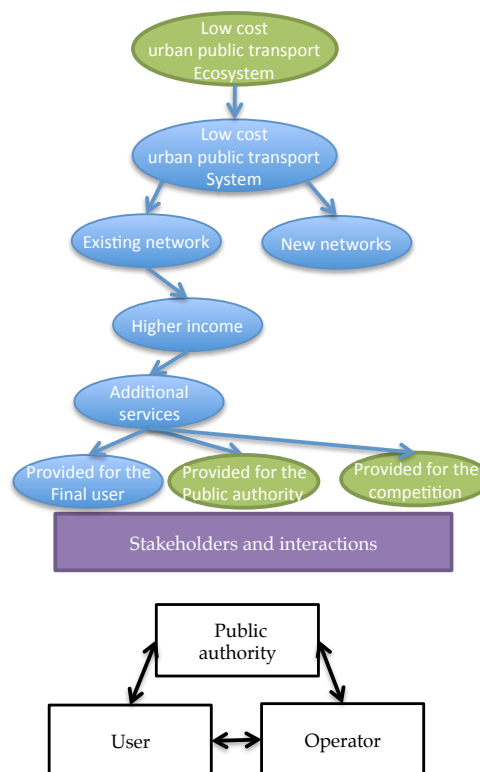 Low cost
urban public transport
Ecosystem
Low cost
urban public transport
System
Existing network
New networks
Higher income
Additional
services
Provided for the
Final user
Provided for the
Public authority
Provided for the
competition
Stakeholders and interactions
Public
authority
User
Operator